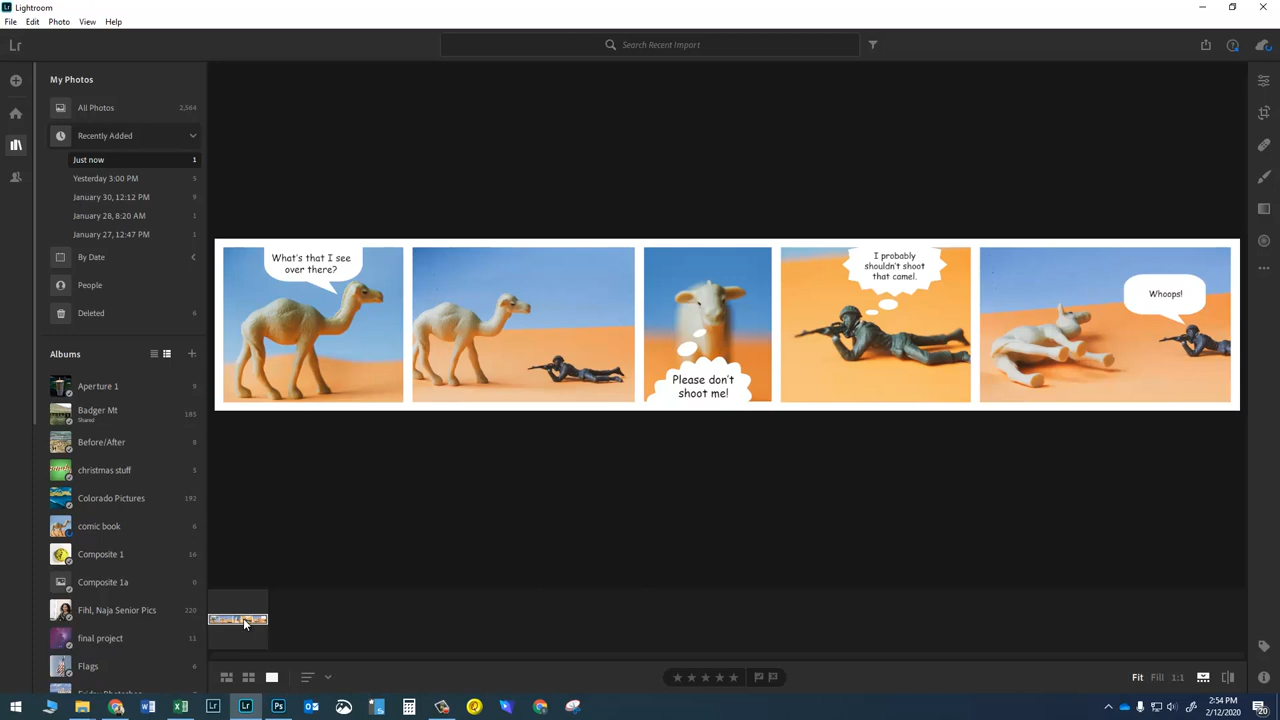 Lightroom
File Edit Photo View Help
Lr Search Recent Import
My Photos
All Photos 2,564
Recently Added
Just now 1
Yesterday 3:00 PM 5
January 30, 12:12 PM 9
January 28, 8:20 AM 1
January 27, 12:47 PM 1
By Date
People
Deleted
Albums
Aperture 1 9
Badger Mt 185
Shared
Before/After 8
christmas stuff 5
Colorado Pictures 192
comic book 6
Composite 1 16
Composite 1a 0
Fihl, Naja Senior Pics 220
final project 11
Flags 8
What's that I see
over there?
Please don't
shoot me!
I probably
shouldn't shoot
that camel.
Whoops!
Fit Fill 1:1
2:54 PM
2/12/2020
20